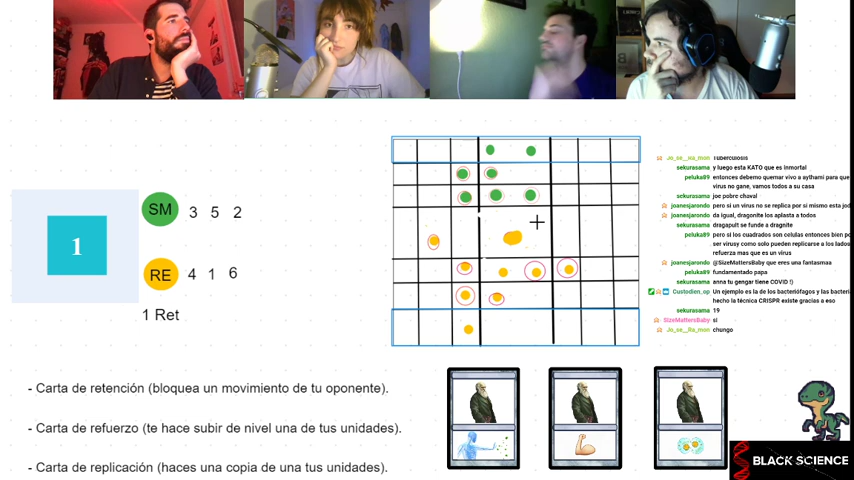 Jo_se__Ra_mon Tuberculosis
sekurasama y luego esta KATO que es Inmortal
peluka89 entonces debemo quemar vivo a aythami para que
virus no gane, vamos todos a su casa
sekurasama joe pobre chaval
joanesjarondo pero si un virus no se replica por si mismo esta jod
joanesjarondo da igual, dragonite los aplasta a todos
sekurasama dragapult se funde a dragnite
peluka89 pero si los cuadrados son celulas entonces bien po
ser virusy como solo pueden replicarse a los lados
refuerza mas que es un virus
joanesjarondo @SizeMattersBaby que eres una fantasmaa
peluka89 fundamentado papa
sekurasama anna tu gengar tiene COVID !)
Custodien_op Un ejemplo es la de los bacteriófagos y las bacteria
hecho la técnica CRISPR existe gracias a eso
sekurasama 19
SizeMattersBaby si
Jo_se__Ra_mon chungo
1
SM 3 5 2
RE 4 1 6
1 Ret
- Carta de retención (bloquea un movimiento de tu oponente).
- Carta de refuerzo (te hace subir de nivel una de tus unidades).
- Carta de replicación (haces una copia de una tus unidades).
BLACK SCIENCE